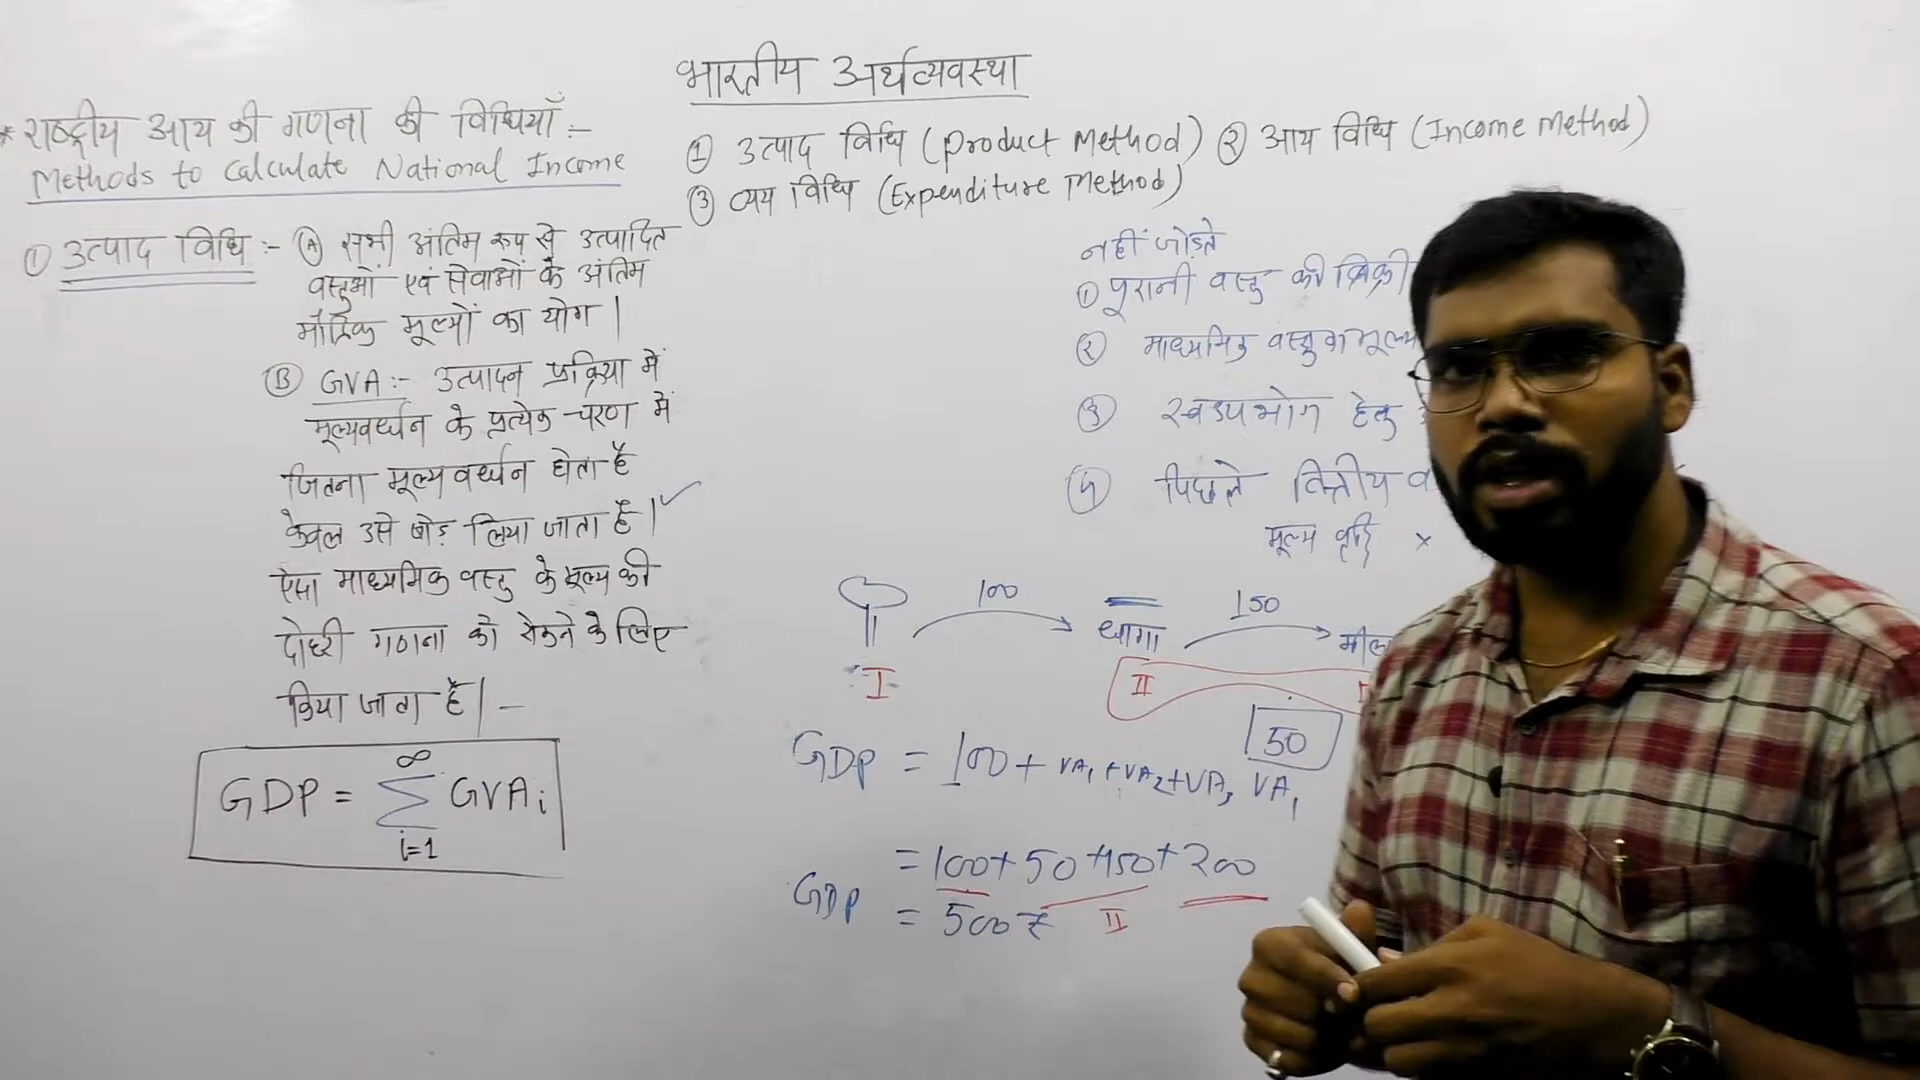 भारतीय अर्थव्यवस्था
* राष्ट्रीय आय की गणना की विधियाँ :-
Methods to Calculate National Income
① उत्पाद विधि (Product Method) ② आय विधि (Income Method)
③ व्यय विधि (Expenditure Method)
① उत्पाद विधि :- Ⓐ सभी अंतिम रूप से उत्पादित
वस्तुओं एवं सेवाओं के अंतिम
मौद्रिक मूल्यों का योग |
Ⓑ GVA :- उत्पादन प्रक्रिया में
मूल्यवर्ध्धन के प्रत्येक चरण में
जितना मूल्य वर्ध्धन होता है
केवल उसे जोड़ लिया जाता है | ✓
ऐसा माध्यमिक वस्तु के मूल्य की
दोहरी गणना को रोकने के लिए
किया जाता है | –
GDP = ∞ Σ i=1 GVAi
नहीं जोड़ते
① पूरानी वस्तु की बिक्री
② माध्यमिक वस्तु का मूल्य
③ स्वउपभोग हेतु
पिछले वित्तीय व
मूल्य वृद्धि ×
100 धागा 150 मील
I II
50
GDP = 100 + VA₁ + VA₂ + VA₃ VA₁
= 100 + 50 + 150 + 200
GDP = 500 ₹ II